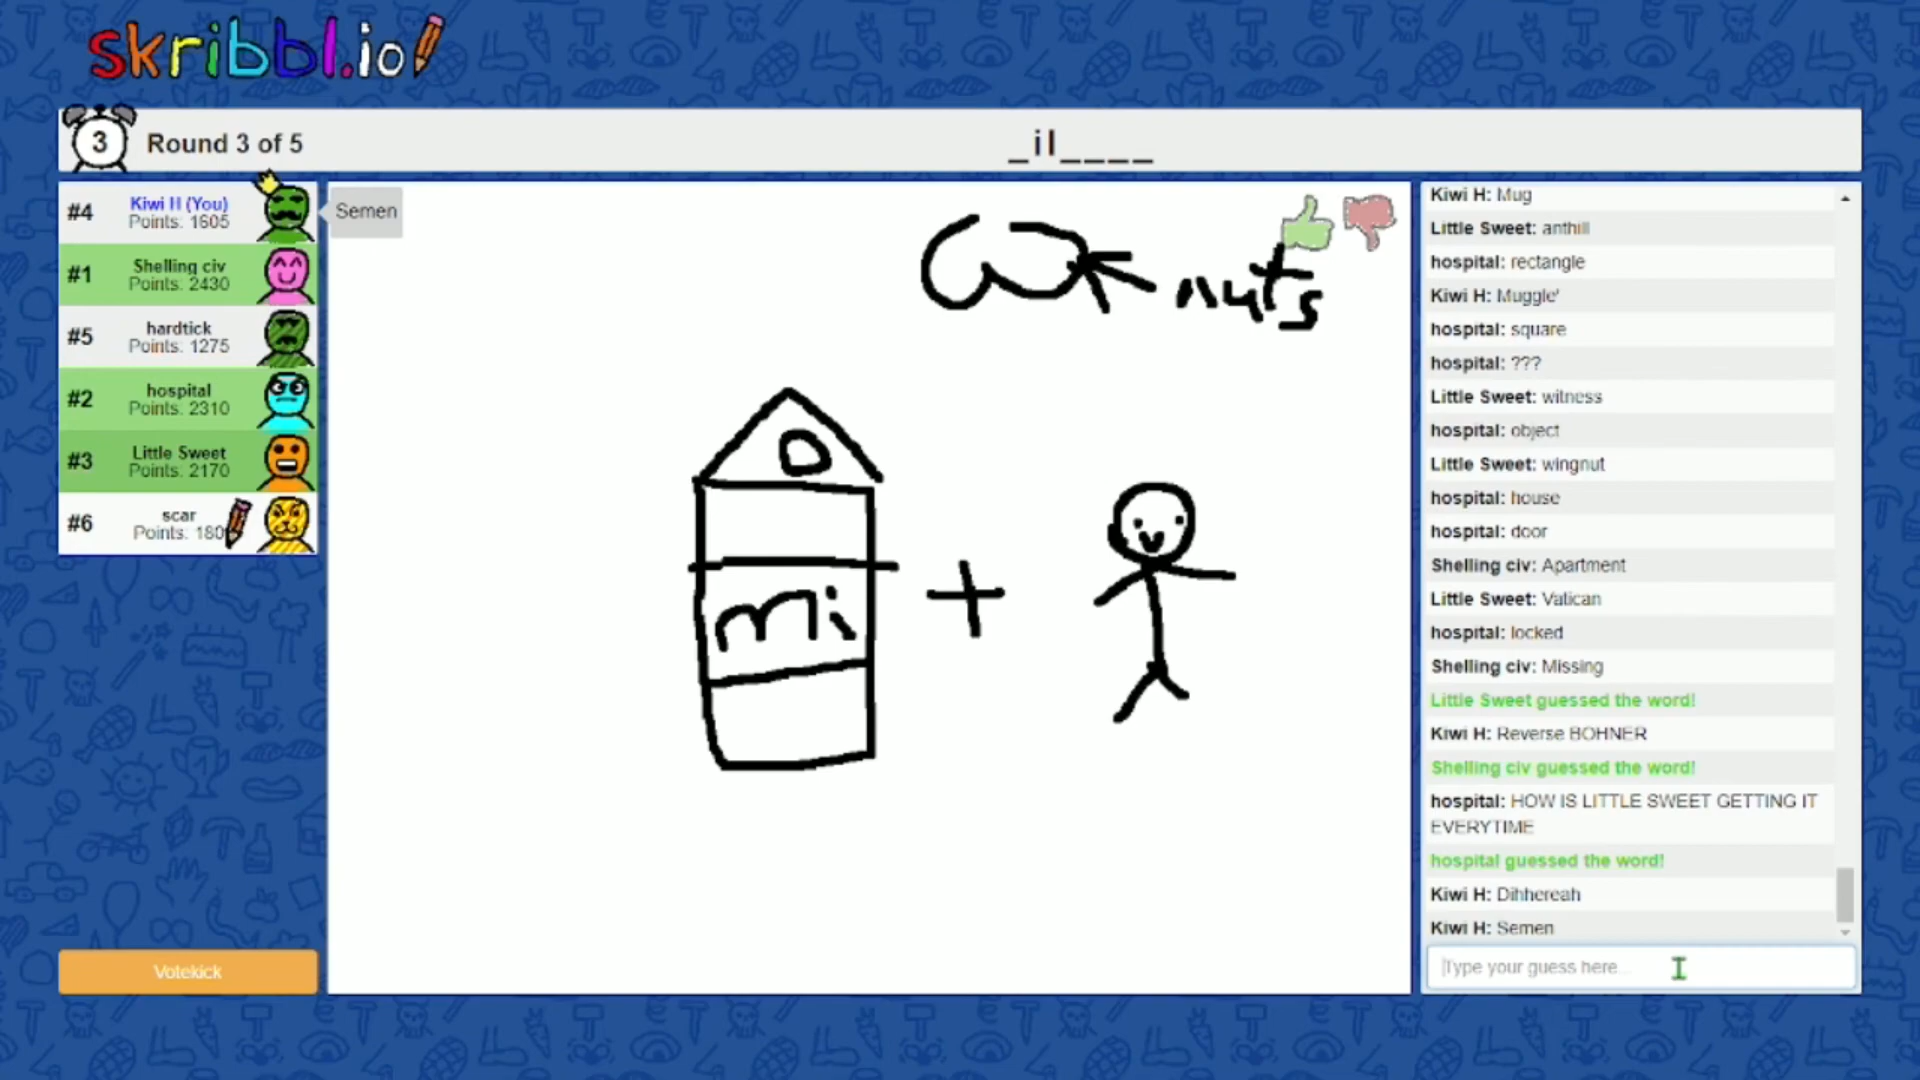 skribbl.io
3
Round 3 of 5
_il____
#4
Kiwi H (You)
Points: 1605
Semen
#1
Shelling civ
Points: 2430
#5
hardtick
Points: 1275
#2
hospital
Points: 2310
#3
Little Sweet
Points: 2170
#6
scar
Points: 180
Votekick
nuts
mi
+
Kiwi H: Mug
Little Sweet: anthill
hospital: rectangle
Kiwi H: Muggle'
hospital: square
hospital: ???
Little Sweet: witness
hospital: object
Little Sweet: wingnut
hospital: house
hospital: door
Shelling civ: Apartment
Little Sweet: Vatican
hospital: locked
Shelling civ: Missing
Little Sweet guessed the word!
Kiwi H: Reverse BOHNER
Shelling civ guessed the word!
hospital: HOW IS LITTLE SWEET GETTING IT
EVERYTIME
hospital guessed the word!
Kiwi H: Dihhereah
Kiwi H: Semen
Type your guess here...